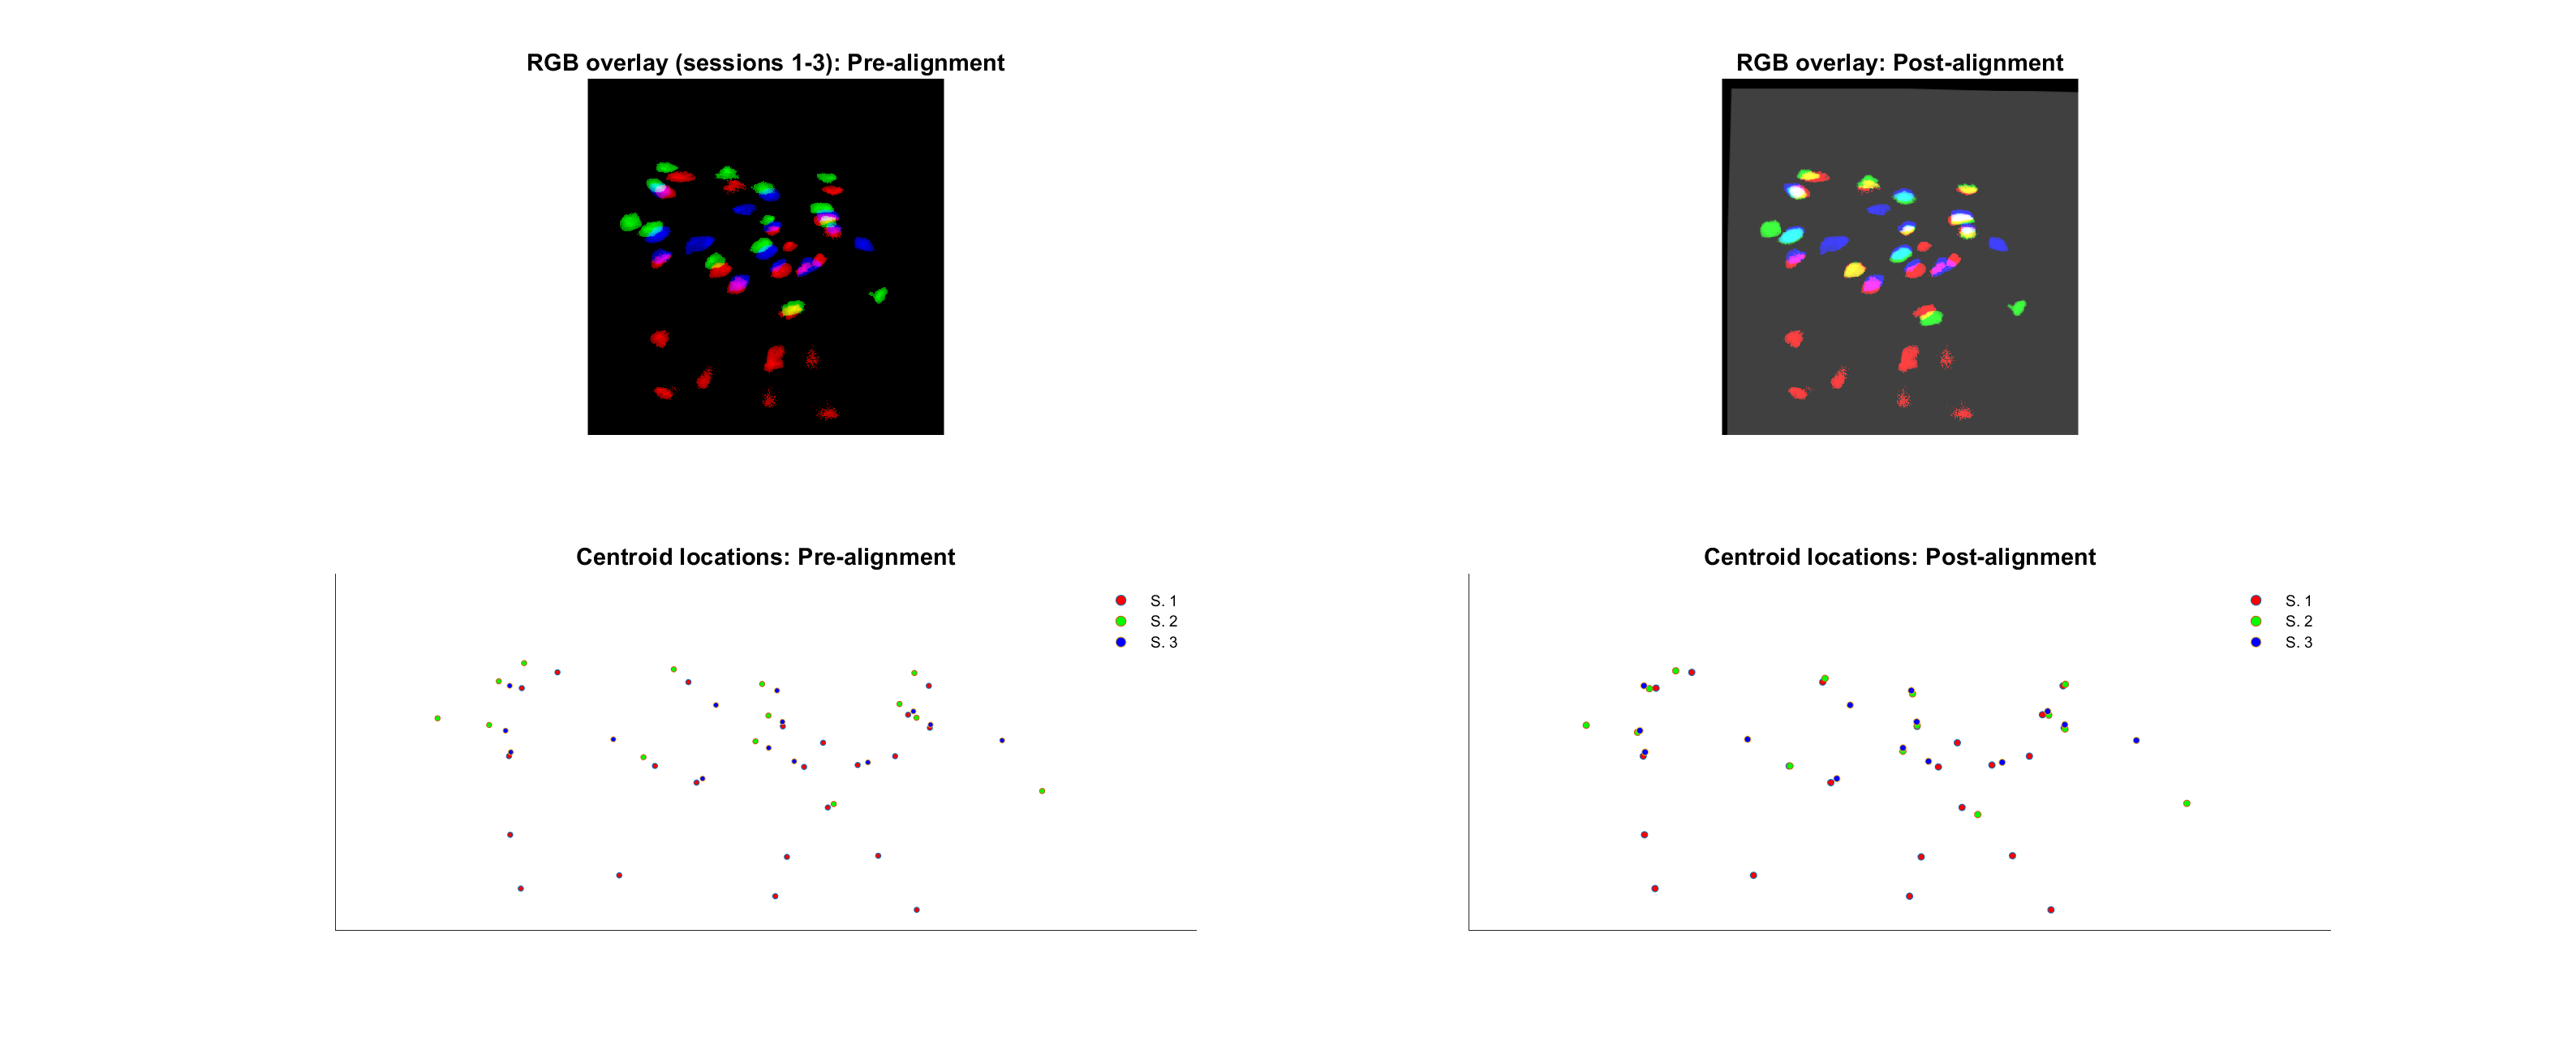 RGB overlay (sessions 1-3): Pre-alignment
RGB overlay: Post-alignment
Centroid locations: Pre-alignment
S. 1
S. 2
S. 3
Centroid locations: Post-alignment
S. 1
S. 2
S. 3